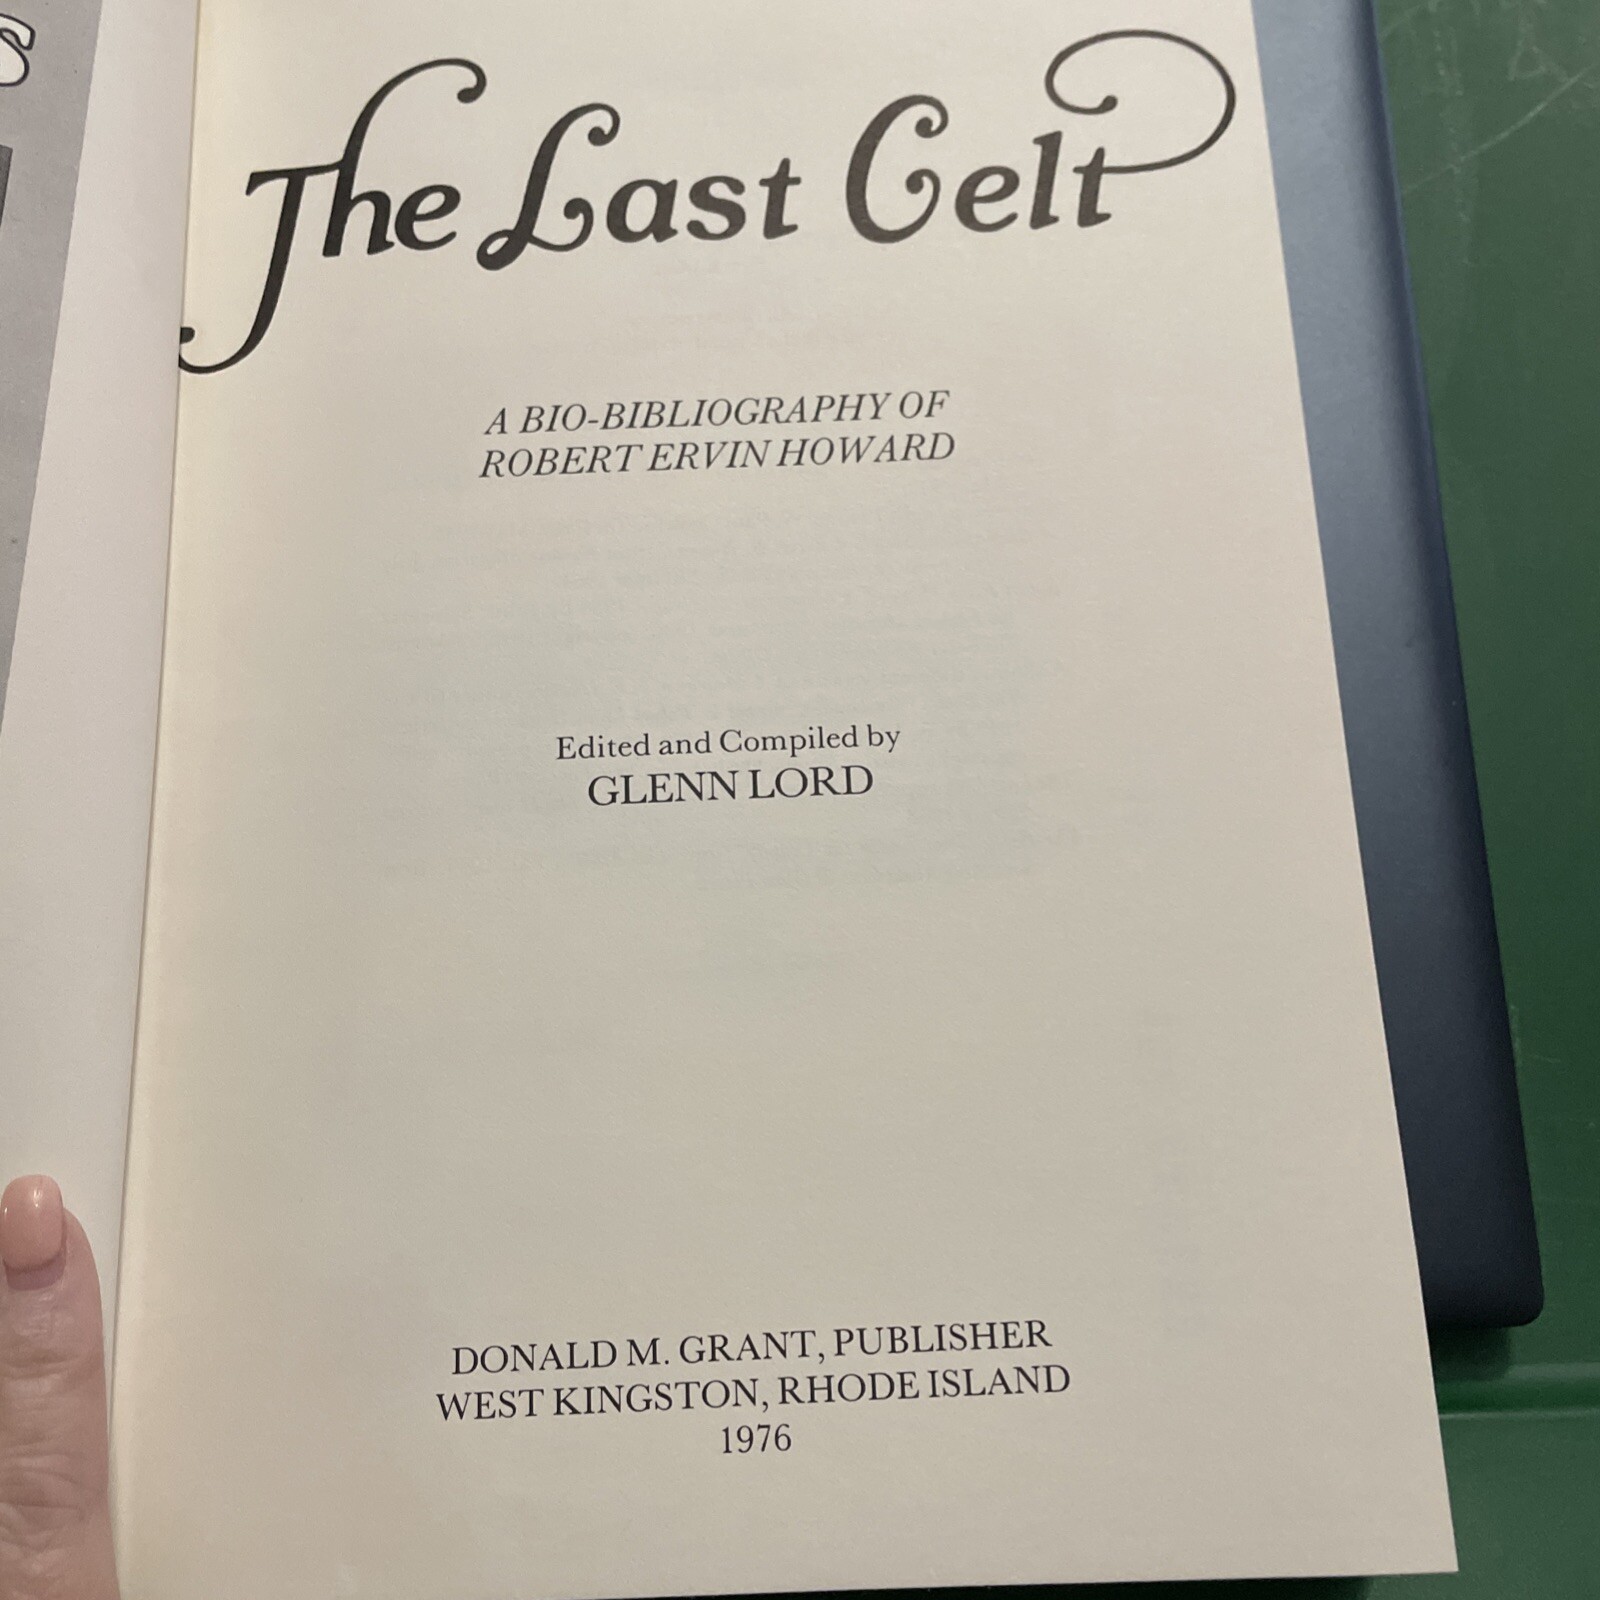 The Last Celt
A BIO-BIBLIOGRAPHY OF
ROBERT ERVIN HOWARD
Edited and Compiled by
GLENN LORD
DONALD M. GRANT, PUBLISHER
WEST KINGSTON, RHODE ISLAND
1976